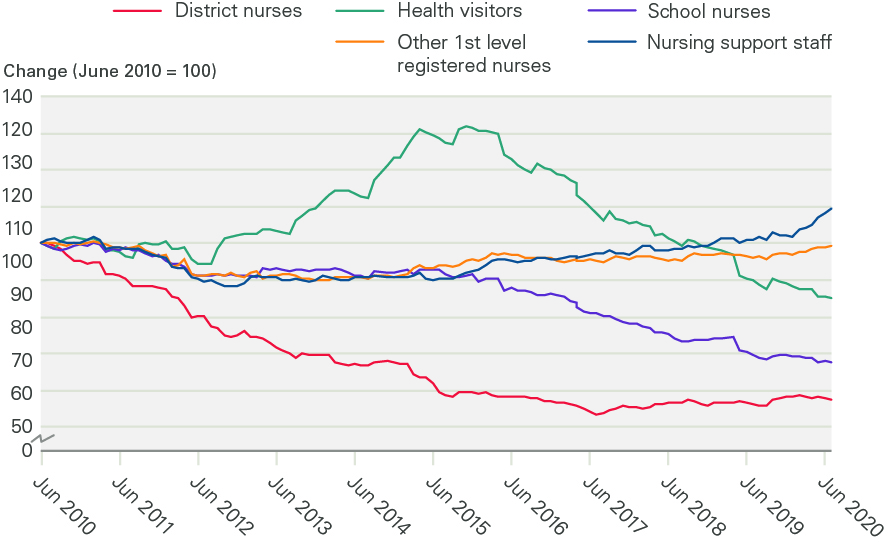 District nurses
Health visitors
School nurses
Other 1st level
registered nurses
Nursing support staff
Change (June 2010 = 100)
140
120
130
120
110
100
90
80
70
60
50
0
Jun 2010
Jun 2011
Jun 2012
Jun 2013
Jun 2014
Jun 2015
Jun 2016
Jun 2017
Jun 2018
Jun 2019
Jun 2020